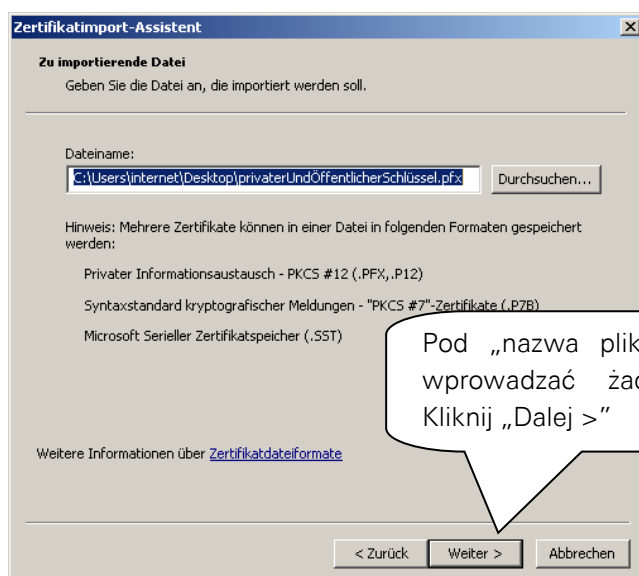 Zertifikatimport-Assistent
Zu importierende Datei
Geben Sie die Datei an, die importiert werden soll.
Dateiname:
C:\Users\internet\Desktop\privaterUndÖffentlicherSchlüssel.pfx
Durchsuchen...
Hinweis: Mehrere Zertifikate können in einer Datei in folgenden Formaten gespeichert
werden:
Privater Informationsaustausch - PKCS #12 (.PFX,.P12)
Syntaxstandard kryptografischer Meldungen - "PKCS #7"-Zertifikate (.P7B)
Microsoft Serieller Zertifikatspeicher (.SST)
Pod „nazwa plik
wprowadzać żad
Kliknij „Dalej >”
Weitere Informationen über Zertifikatdateiformate
< Zurück Weiter > Abbrechen